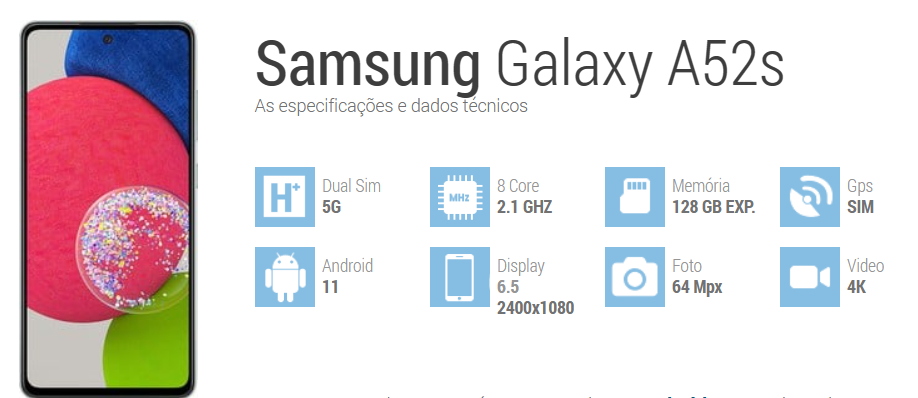 Samsung Galaxy A52s
As especificações e dados técnicos
H+ Dual Sim
5G
MHz 8 Core
2.1 GHZ
Memória
128 GB EXP.
Gps
SIM
Android
11
Display
6.5
2400x1080
Foto
64 Mpx
Video
4K